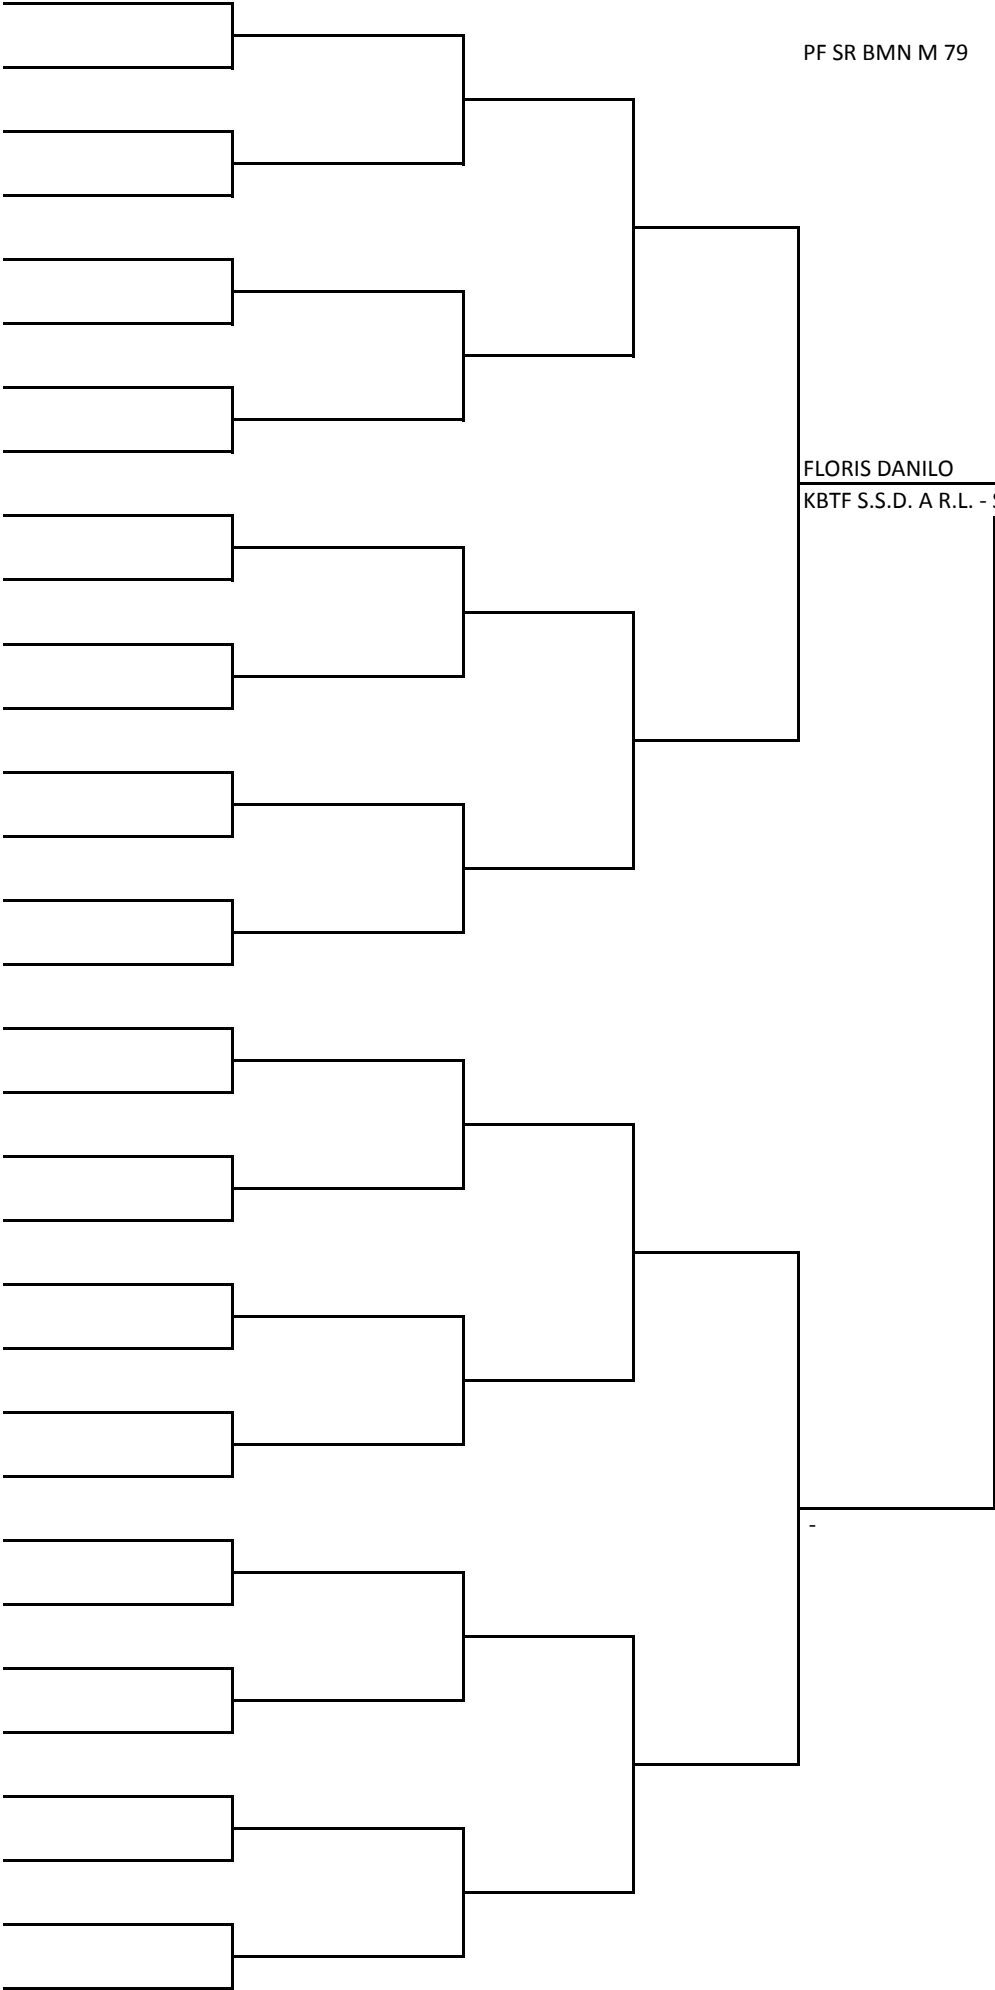 PF SR BMN M 79
FLORIS DANILO
KBTF S.S.D. A R.L. -
-